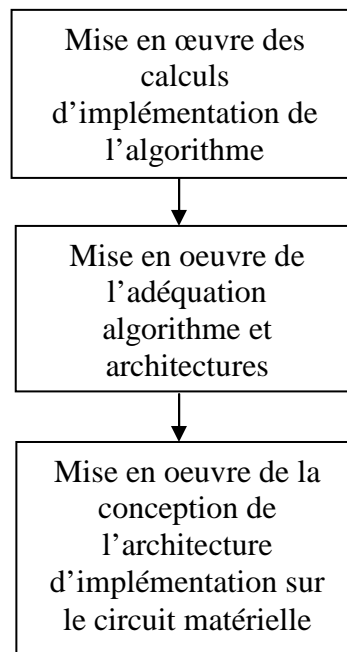 Mise en œuvre des
calculs
d’implémentation de
l’algorithme
Mise en oeuvre de
l’adéquation
algorithme et
architectures
Mise en oeuvre de la
conception de
l’architecture
d’implémentation sur
le circuit matérielle